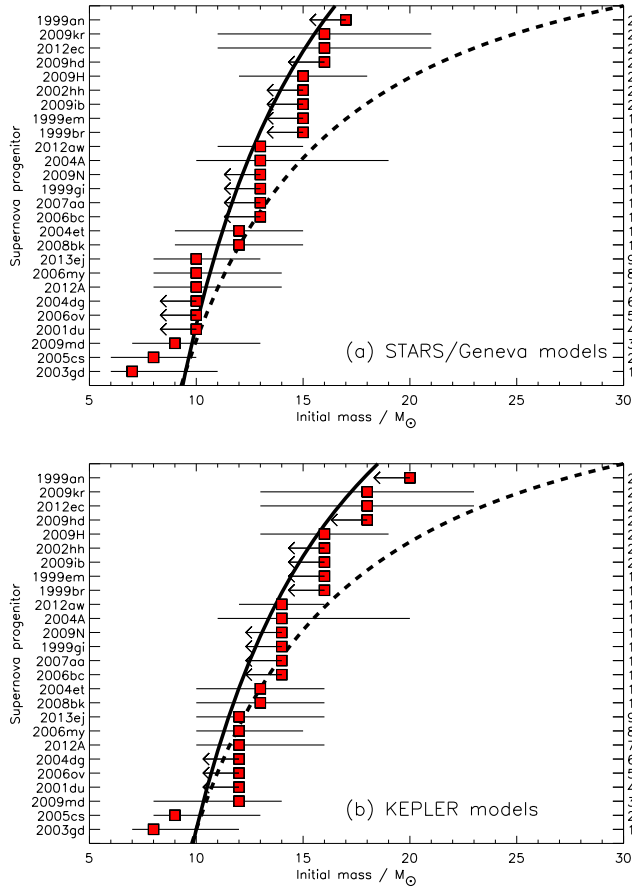 1999an
2009kr
2012ec
2009hd
2009H
2002hh
2009ib
1999em
1999br
2012aw
2004A
2009N
1999gi
2007aa
2006bc
2004et
2008bk
2013ej
2006my
2012A
2004dg
2006ov
2001du
2009md
2005cs
2003gd
Supernova progenitor
(a) STARS/Geneva models
5 10 15 20 25 30
Initial mass / M☉
1999an
2009kr
2012ec
2009hd
2009H
2002hh
2009ib
1999em
1999br
2012aw
2004A
2009N
1999gi
2007aa
2006bc
2004et
2008bk
2013ej
2006my
2012A
2004dg
2006ov
2001du
2009md
2005cs
2003gd
Supernova progenitor
(b) KEPLER models
5 10 15 20 25 30
Initial mass / M☉